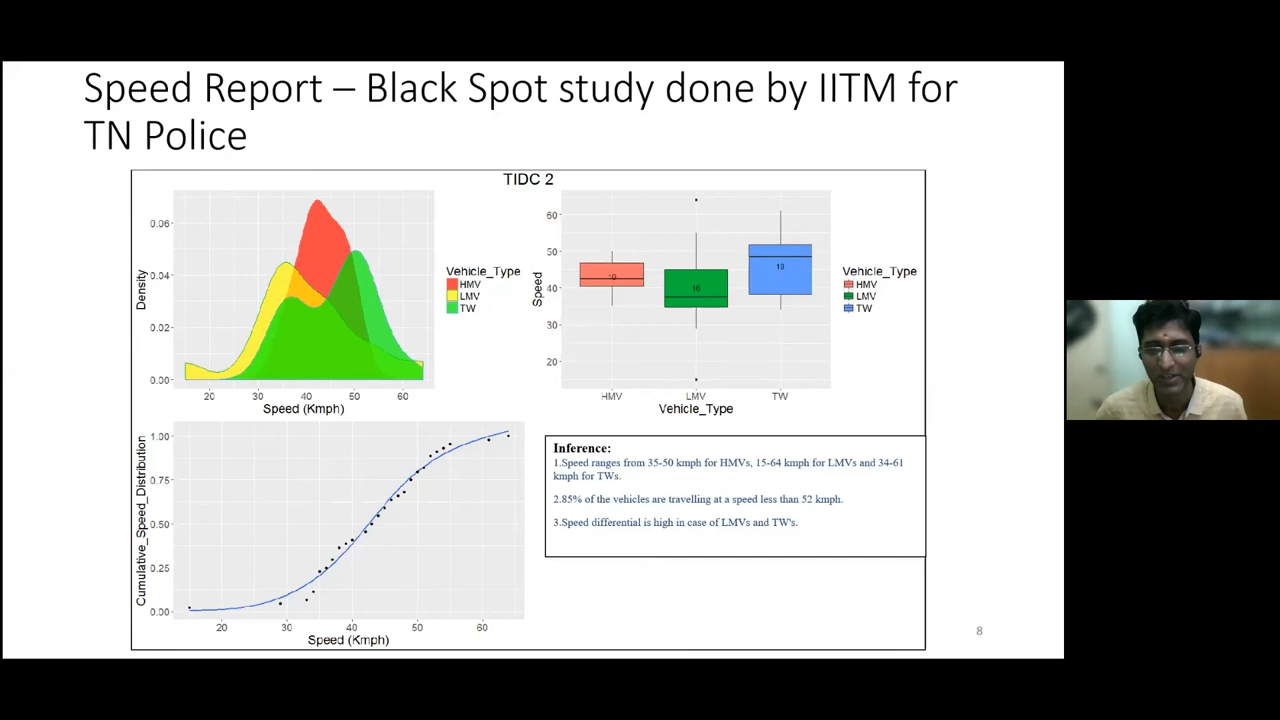 Speed Report – Black Spot study done by IITM for
TN Police
TIDC 2
Density
0.06
0.04
0.02
0.00
20 30 40 50 60
Speed (Kmph)
Vehicle_Type
HMV
LMV
TW
Speed
60
50
40
30
20
10
16
19
HMV LMV TW
Vehicle_Type
Vehicle_Type
HMV
LMV
TW
Cumulative_Speed_Distribution
1.00
0.75
0.50
0.25
0.00
20 30 40 50 60
Speed (Kmph)
Inference:
1.Speed ranges from 35-50 kmph for HMVs, 15-64 kmph for LMVs and 34-61
kmph for TWs.
2.85% of the vehicles are travelling at a speed less than 52 kmph.
3.Speed differential is high in case of LMVs and TW's.
8